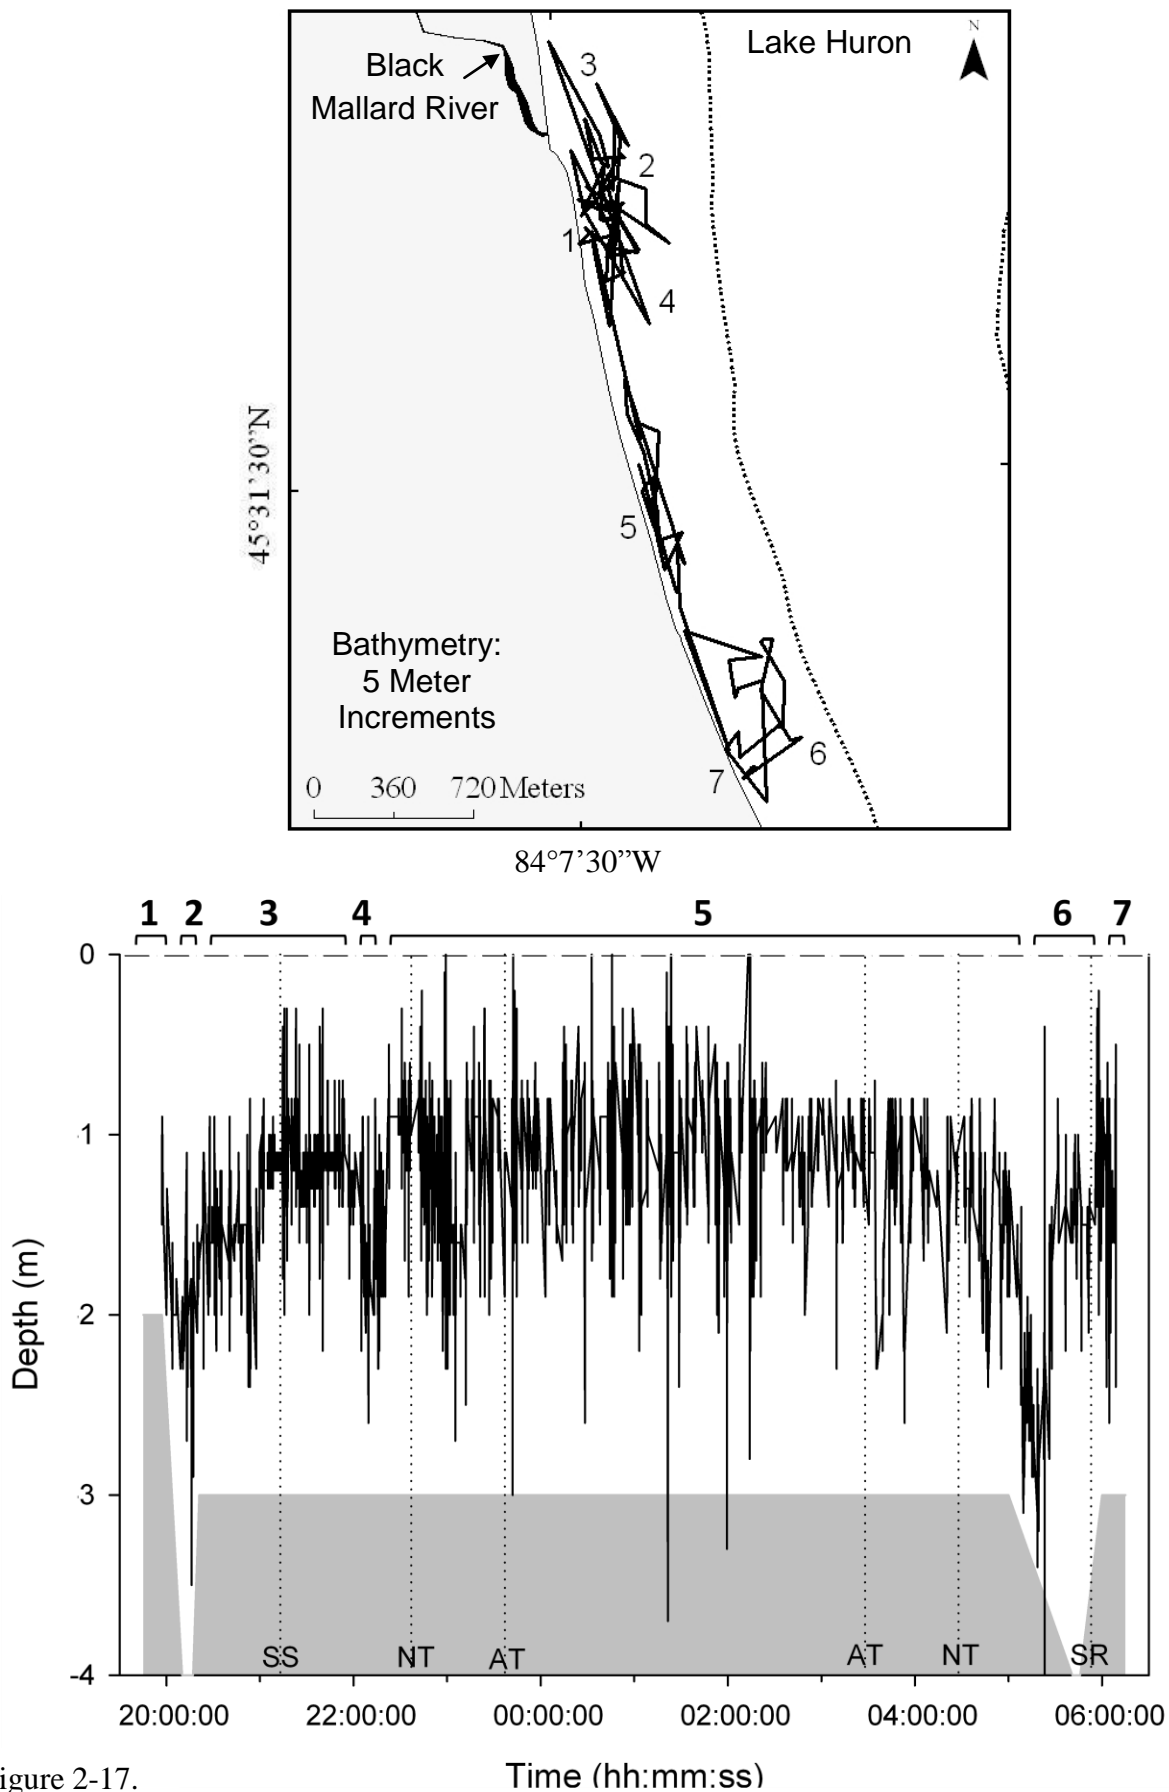 N
Lake Huron
Black
Mallard River
3
2
1
4
45°31'30"N
5
Bathymetry:
5 Meter
Increments
6
7
0 360 720 Meters
84°7'30"W
1 2 3 4 5 6 7
0
1
2
3
-4
Depth (m)
SS NT AT AT NT SR
20:00:00 22:00:00 00:00:00 02:00:00 04:00:00 06:00:00
Time (hh:mm:ss)
igure 2-17.